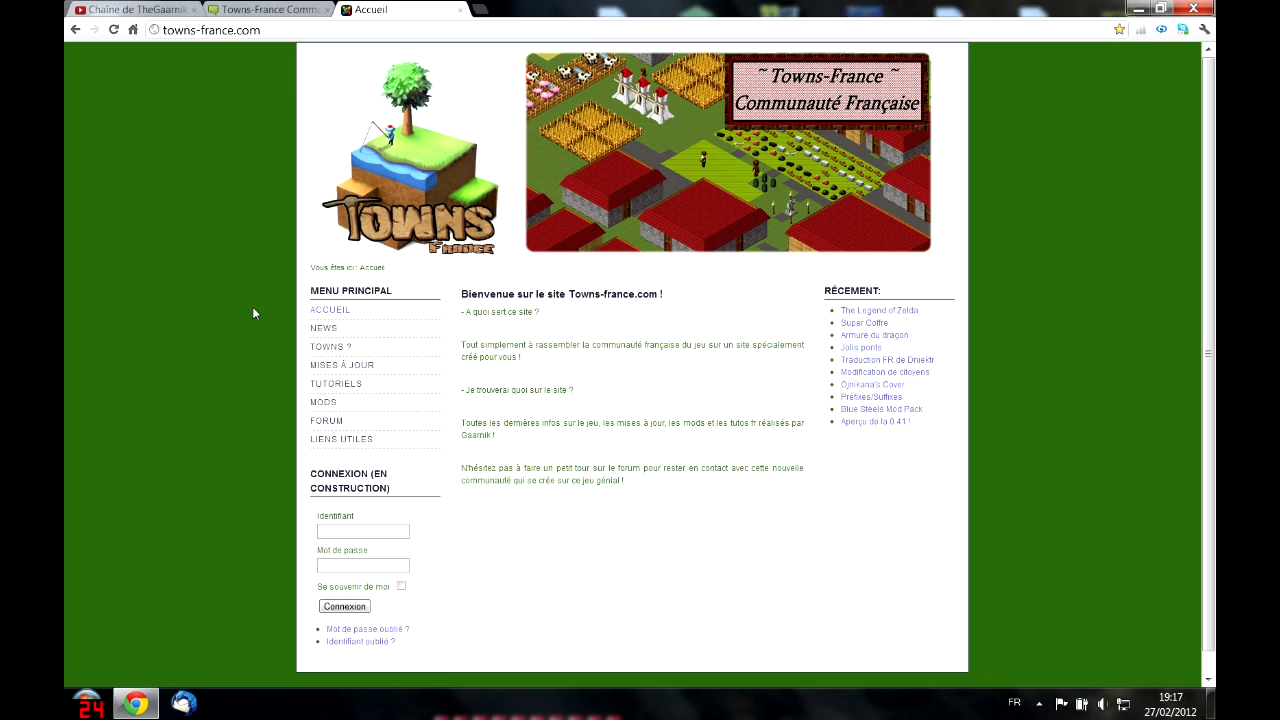 Chaîne de TheGaarnik
Towns-France Commu
Accueil
towns-france.com
~ Towns-France ~
Communauté Française
TOWNS
FRANCE
Vous êtes ici : Accueil
MENU PRINCIPAL
ACCUEIL
NEWS
TOWNS ?
MISES À JOUR
TUTORIELS
MODS
FORUM
LIENS UTILES
CONNEXION (EN
CONSTRUCTION)
Identifiant
Mot de passe
Se souvenir de moi
Connexion
Mot de passe oublié ?
Identifiant oublié ?
Bienvenue sur le site Towns-france.com !
- A quoi sert ce site ?
Tout simplement à rassembler la communauté française du jeu sur un site spécialement
créé pour vous !
- Je trouverai quoi sur le site ?
Toutes les dernières infos sur le jeu, les mises à jour, les mods et les tutos fr réalisés par
Gaarnik !
N'hésitez pas à faire un petit tour sur le forum pour rester en contact avec cette nouvelle
communauté qui se crée sur ce jeu génial !
RÉCEMENT:
The Legend of Zelda
Super Coffre
Armure du dragon
Jolis ponts
Traduction FR de Dniektr
Modification de citoyens
Ojnikana's Cover
Préfixes/Suffixes
Blue Steels Mod Pack
Aperçu de la 0.41 !
24
FR
19:17
27/02/2012